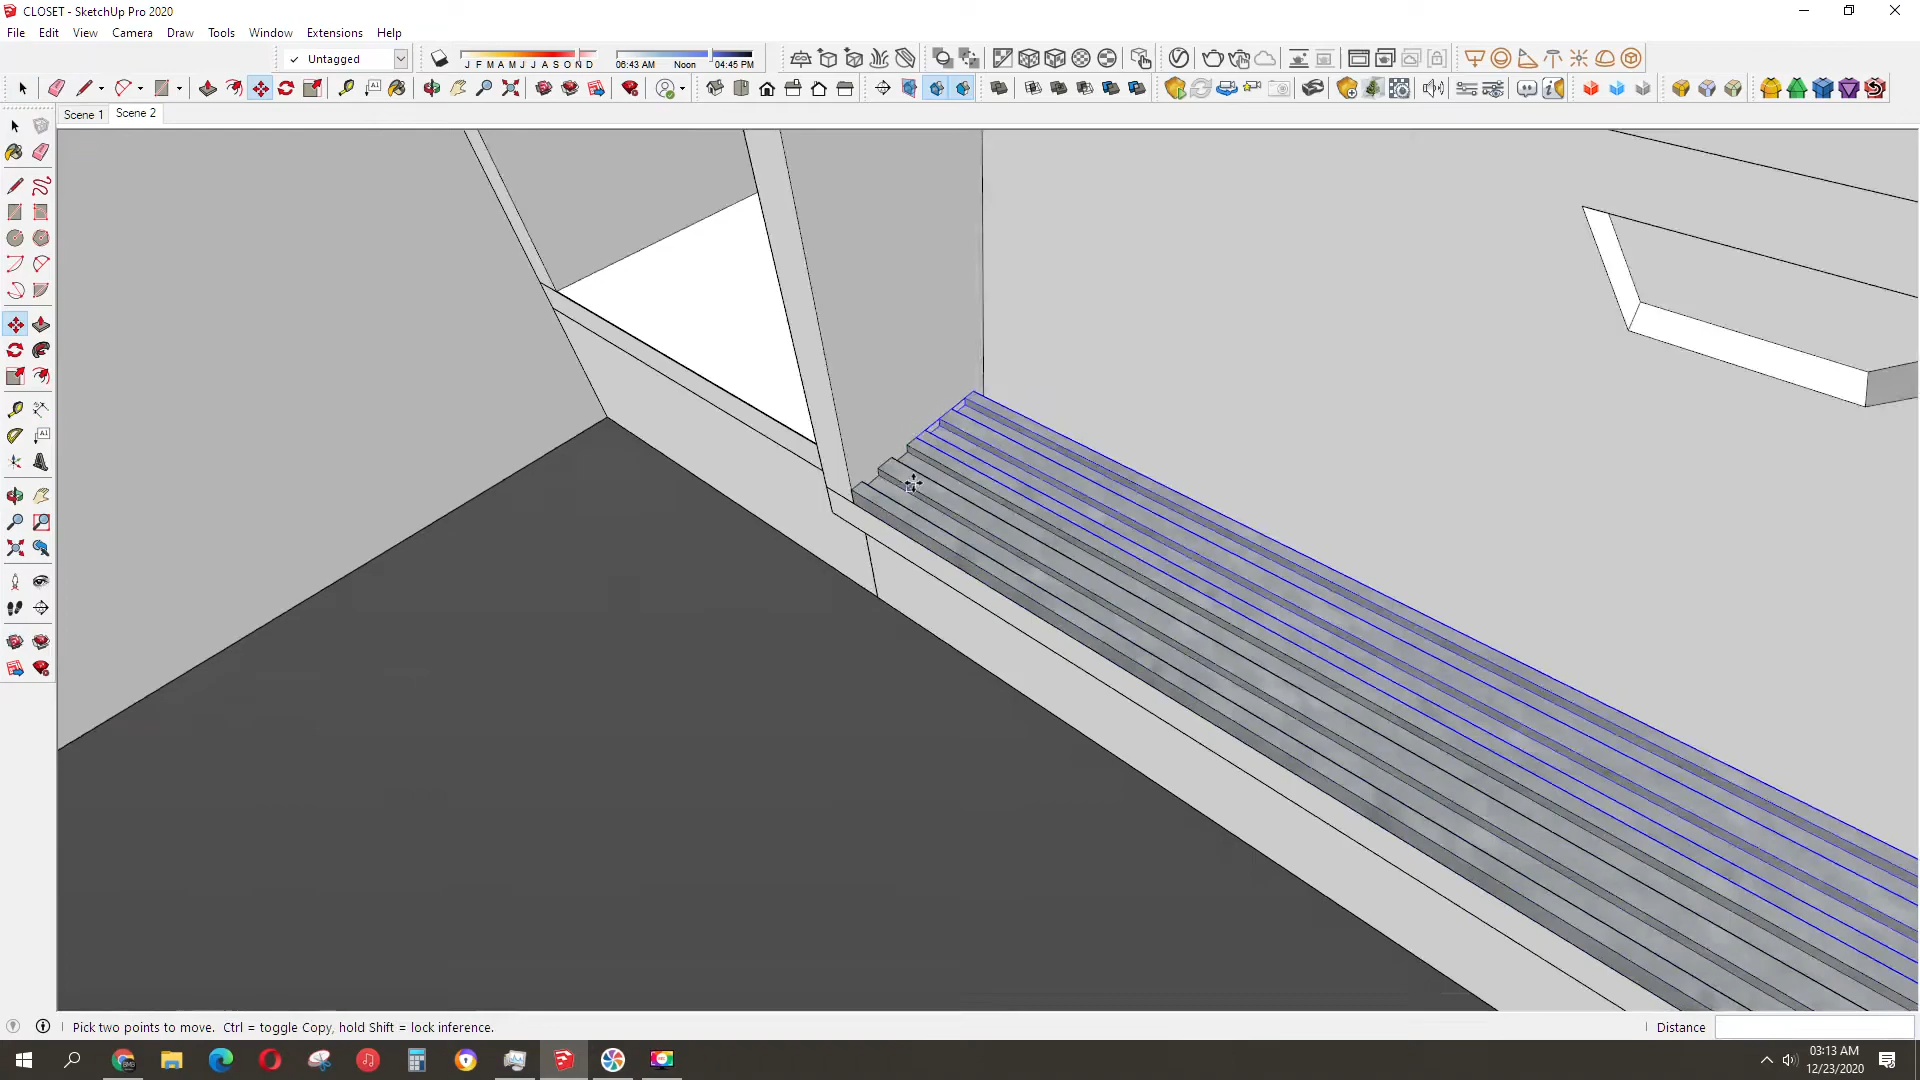 CLOSET - SketchUp Pro 2020
File Edit View Camera Draw Tools Window Extensions Help
✓ Untagged
J F M A M J J A S O N D
06:43 AM Noon 04:45 PM
Scene 1 Scene 2
Pick two points to move. Ctrl = toggle Copy, hold Shift = lock inference.
Distance
03:13 AM
12/23/2020